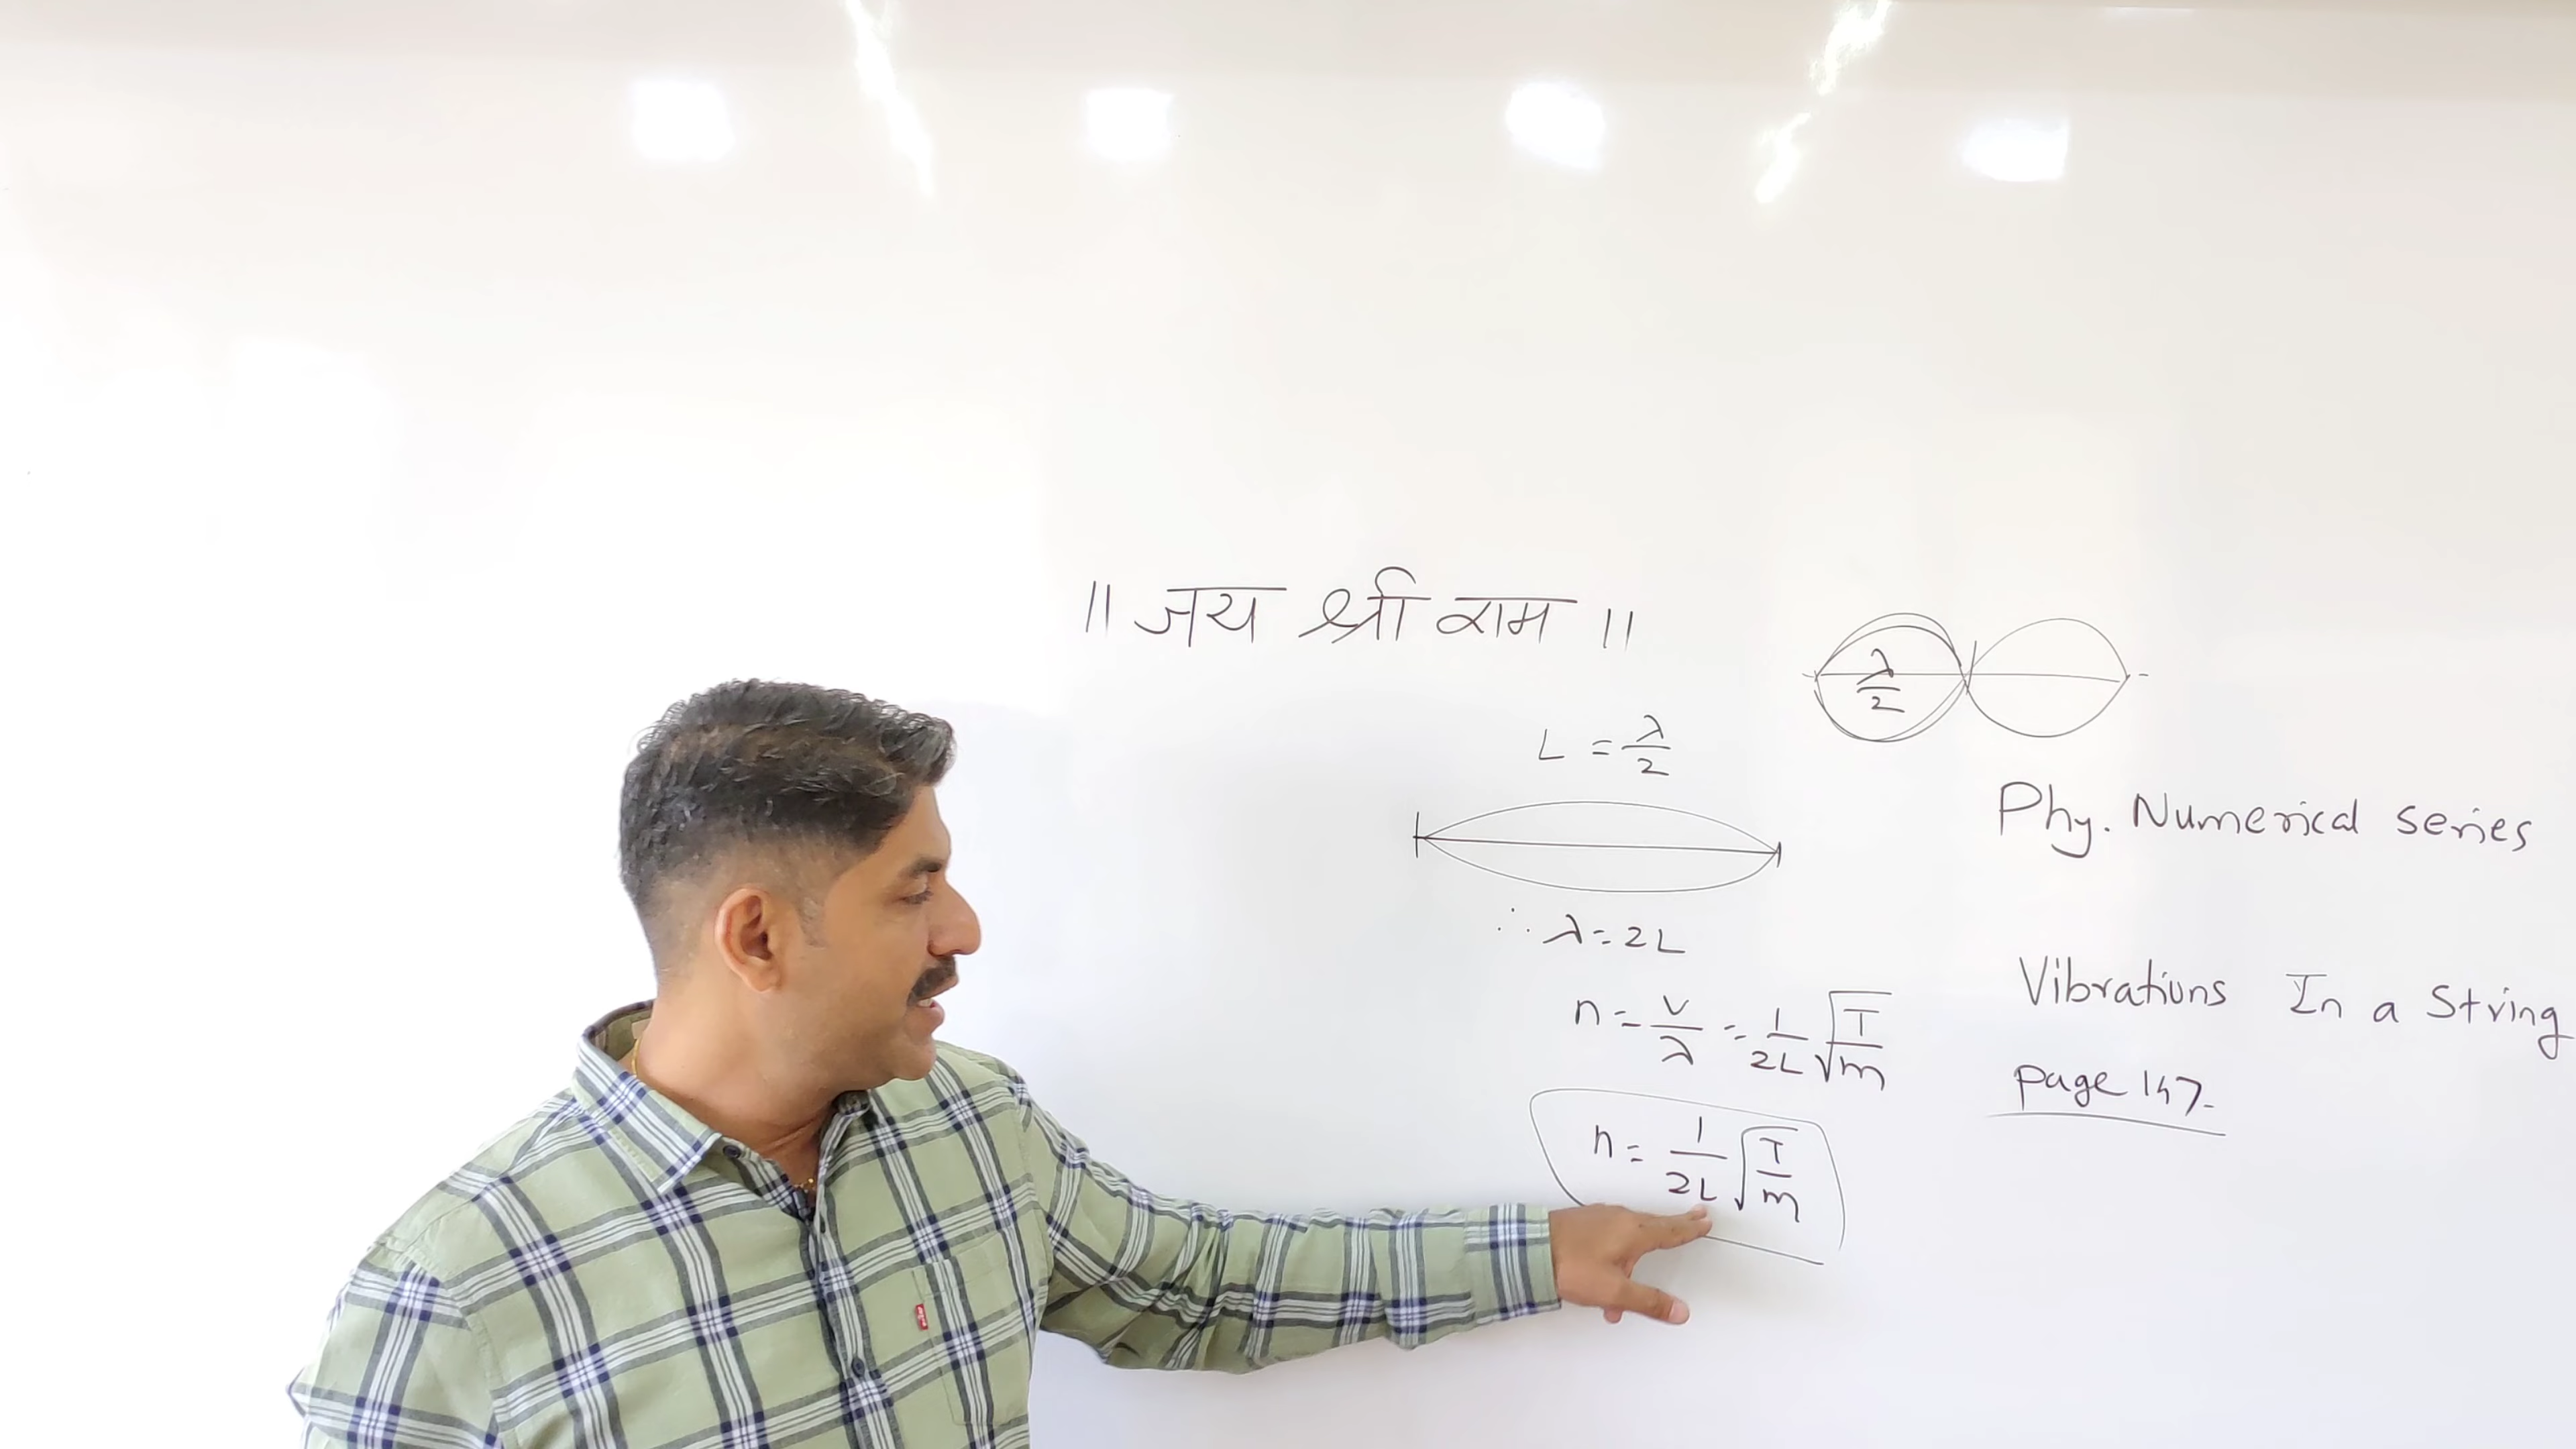 ॥ जय श्री राम ॥
λ/2
L = λ/2
∴ λ = 2L
n = v/λ = 1/2L √T/m
n = 1/2L √T/m
Phy. Numerical series
Vibrations In a String
page 147.